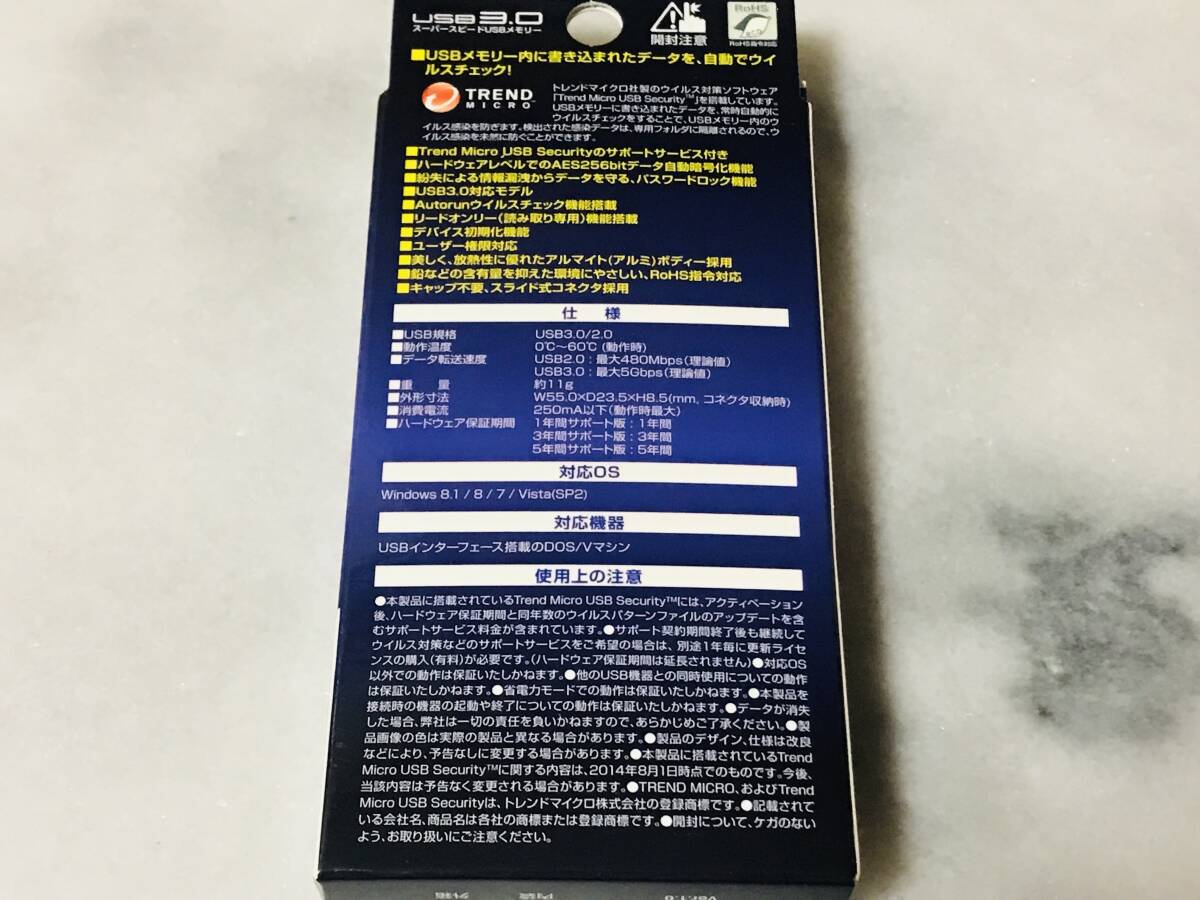 USB3.0
スーパースピードUSBメモリー
開封注意
RoHS
RoHS指令対応
■USBメモリー内に書き込まれたデータを、自動でウイ
ルスチェック!
TREND
MICRO™
トレンドマイクロ社製のウイルス対策ソフトウェア
「Trend Micro USB Security™」を搭載しています。
USBメモリーに書き込まれたデータを、常時自動的に
ウイルスチェックをすることで、USBメモリー内のウ
イルス感染を防ぎます。検出された感染データは、専用フォルダに隔離されるので、ウ
イルス感染を未然に防ぐことができます。
■Trend Micro USB Securityのサポートサービス付き
■ハードウェアレベルでのAES256bitデータ自動暗号化機能
■紛失による情報漏洩からデータを守る、パスワードロック機能
■USB3.0対応モデル
■Autorunウイルスチェック機能搭載
■リードオンリー(読み取り専用)機能搭載
■デバイス初期化機能
■ユーザー権限対応
■美しく、放熱性に優れたアルマイト(アルミ)ボディー採用
■鉛などの含有量を抑えた環境にやさしい、RoHS指令対応
■キャップ不要、スライド式コネクタ採用
仕 様
■USB規格 USB3.0/2.0
■動作温度 0℃～60℃(動作時)
■データ転送速度 USB2.0:最大480Mbps(理論値)
USB3.0:最大5Gbps(理論値)
■重 量 約11g
■外形寸法 W55.0×D23.5×H8.5(mm, コネクタ収納時)
■消費電流 250mA以下(動作時最大)
■ハードウェア保証期間 1年間サポート版:1年間
3年間サポート版:3年間
5年間サポート版:5年間
対応OS
Windows 8.1 / 8 / 7 / Vista(SP2)
対応機器
USBインターフェース搭載のDOS/Vマシン
使用上の注意
●本製品に搭載されているTrend Micro USB Security™には、アクティベーション
後、ハードウェア保証期間と同年数のウイルスパターンファイルのアップデートを含
むサポートサービス料金が含まれています。●サポート契約期間終了後も継続して
ウイルス対策などのサポートサービスをご希望の場合は、別途1年毎に更新ライセ
ンスの購入(有料)が必要です。(ハードウェア保証期間は延長されません)●対応OS
以外での動作は保証いたしかねます。●他のUSB機器との同時使用についての動作
は保証いたしかねます。●省電力モードでの動作は保証いたしかねます。●本製品を
接続時の機器の起動や終了についての動作は保証いたしかねます。●データが消失
した場合、弊社は一切の責任を負いかねますので、あらかじめご了承ください。●製
品画像の色は実際の製品と異なる場合があります。●製品のデザイン、仕様は改良
などにより、予告なしに変更する場合があります。●本製品に搭載されているTrend
Micro USB Security™に関する内容は、2014年8月1日時点でのものです。今後、
当該内容は予告なく変更される場合があります。●TREND MICRO、およびTrend
Micro USB Securityは、トレンドマイクロ株式会社の登録商標です。●記載されて
いる会社名、商品名は各社の商標または登録商標です。●開封について、ケガのない
よう、お取り扱いにご注意ください。